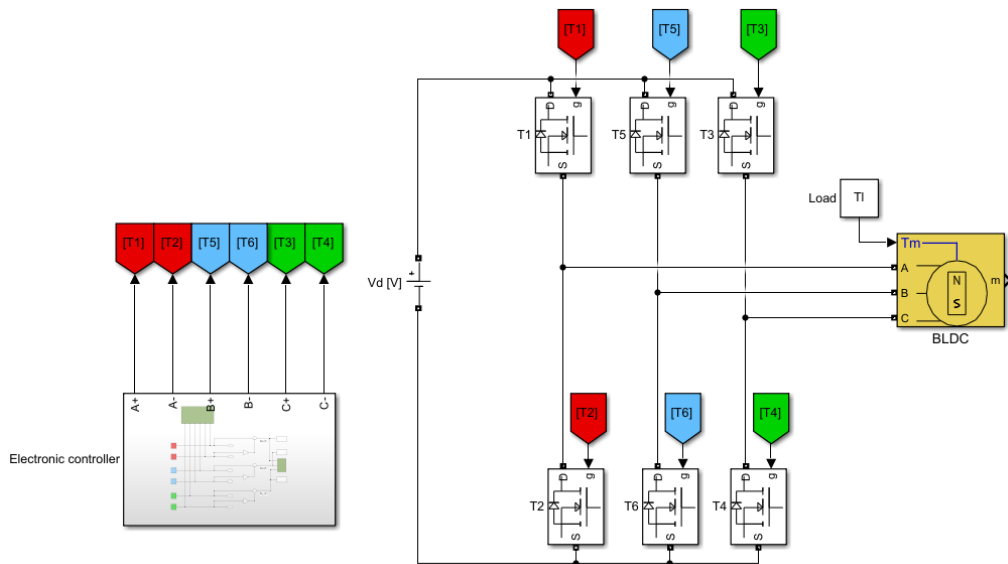 [T1] [T5] [T3]
D g D g D g
T1 T5 T3
S S S
Load Tl
[T1] [T2] [T5] [T6] [T3] [T4]
Tm
A
N
m
Vd [V] +
B
S
C
BLDC
A+ A- B+ B- C+ C-
[T2] [T6] [T4]
Electronic controller
D g D g D g
T2 T6 T4
S S S